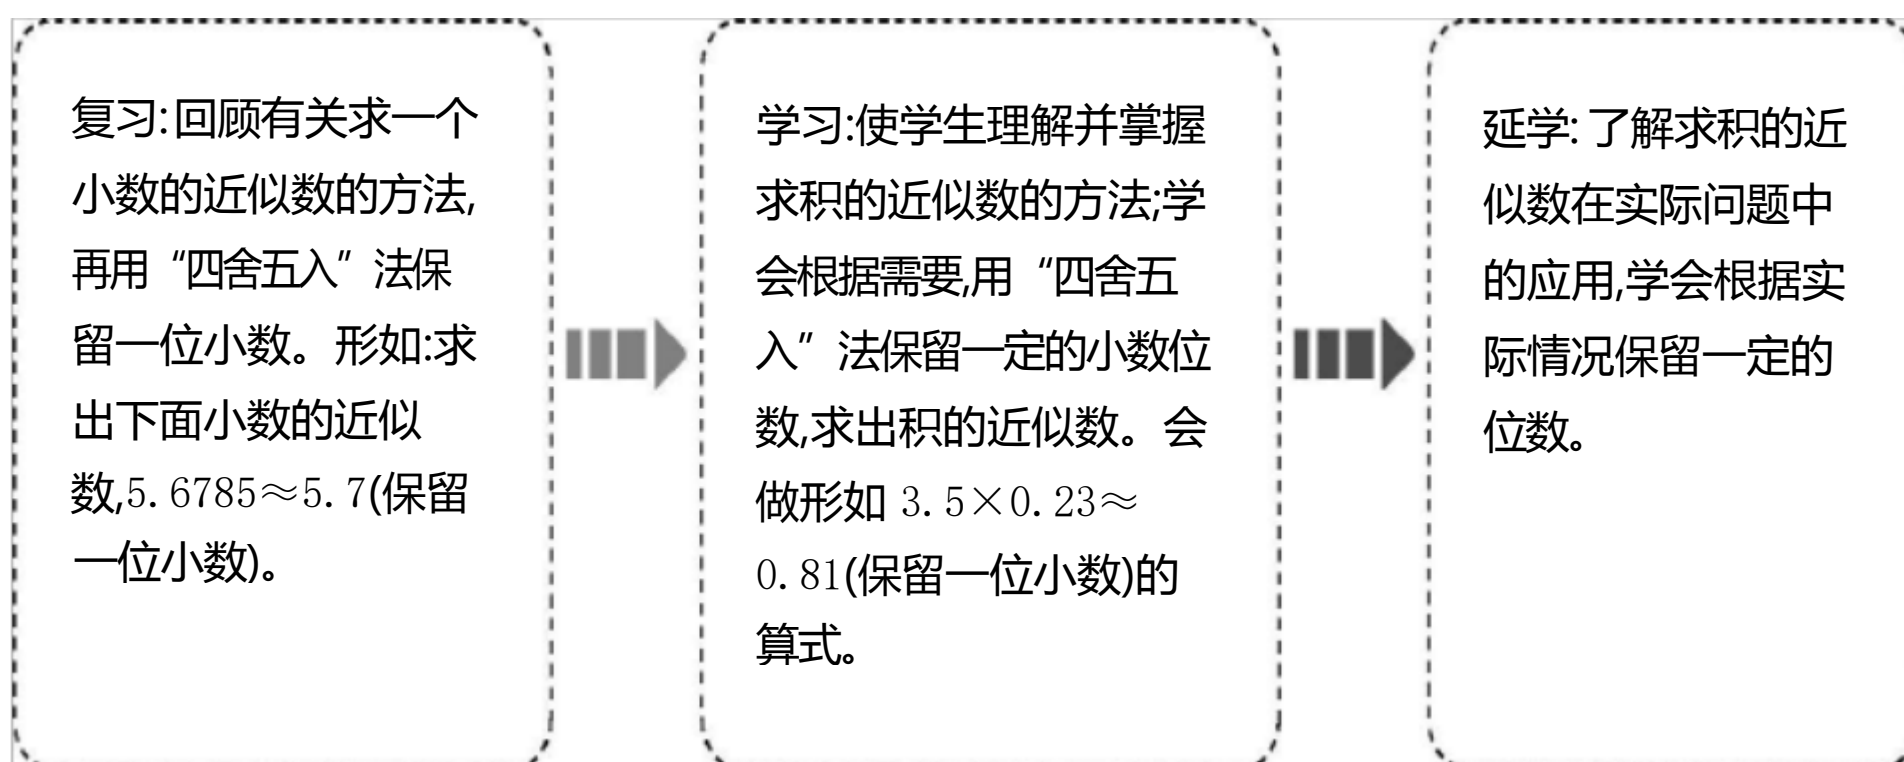 复习:回顾有关求一个
小数的近似数的方法,
再用“四舍五入”法保
留一位小数。形如:求
出下面小数的近似
数,5.6785≈5.7(保留
一位小数)。
学习:使学生理解并掌握
求积的近似数的方法;学
会根据需要,用“四舍五
入”法保留一定的小数位
数,求出积的近似数。会
做形如 3.5×0.23≈
0.81(保留一位小数)的
算式。
延学:了解求积的近
似数在实际问题中
的应用,学会根据实
际情况保留一定的
位数。